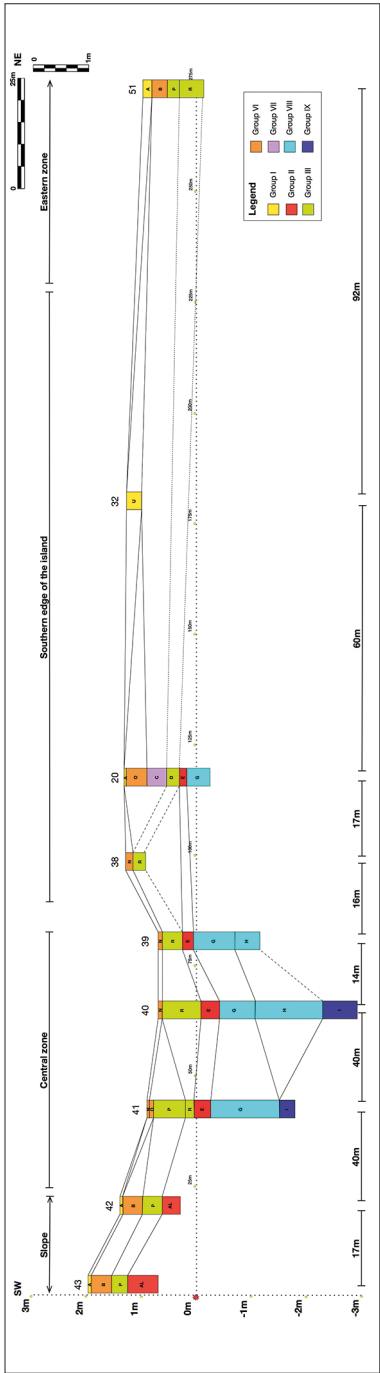 SW
Slope
Central zone
Southern edge of the island
Eastern zone
0 25m
NE
0 1m
3m
2m
1m
0m
-1m
-2m
-3m
43
A
B
P
AL
42
A
B
P
AL
41
N
P
E
G
I
40
N
R
E
G
H
I
39
N
R
E
G
H
38
N
R
20
A
O
C
D
E
G
32
U
51
A
B
P
R
25m 50m 75m 100m 125m 150m 175m 200m 225m 250m 275m
17m 40m 40m 14m 16m 17m 60m 92m
Legend
Group I
Group II
Group III
Group VI
Group VII
Group VIII
Group IX